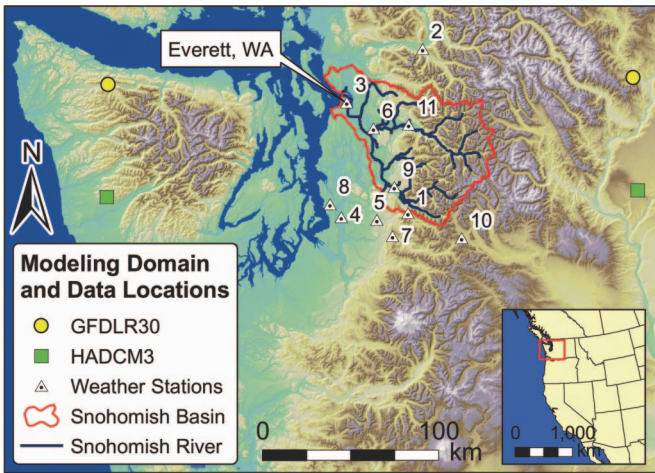 2
Everett, WA
3
11
6
N
9
1
8
5
4
10
7
Modeling Domain
and Data Locations
GFDLR30
HADCM3
Weather Stations
Snohomish Basin
Snohomish River
0 100
km
0 1,000
km